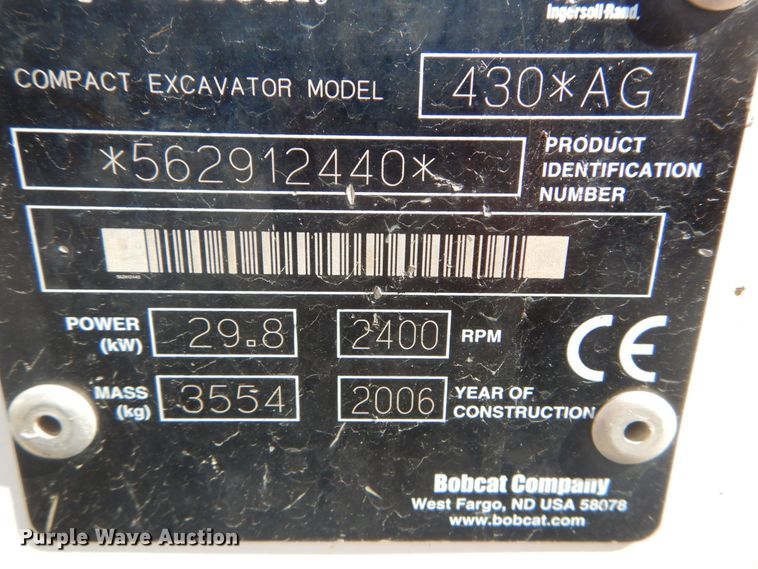 Ingersoll-Rand.
COMPACT EXCAVATOR MODEL 430*AG
*562912440* PRODUCT IDENTIFICATION NUMBER
POWER (kW) 29.8 2400 RPM
MASS (kg) 3554 2006 YEAR OF CONSTRUCTION
CE
Bobcat Company
West Fargo, ND USA 58078
www.bobcat.com
Purple Wave Auction